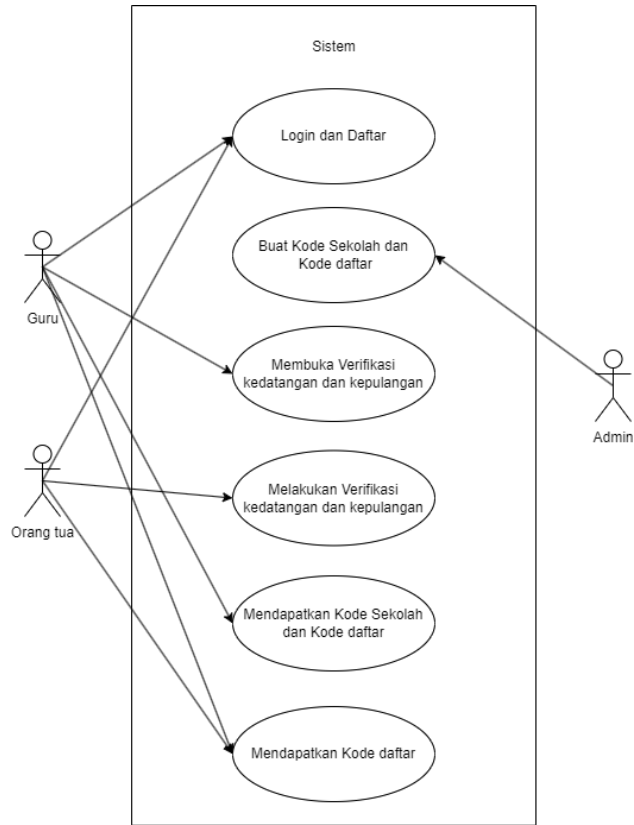 Sistem
Login dan Daftar
Buat Kode Sekolah dan
Kode daftar
Guru
Membuka Verifikasi
kedatangan dan kepulangan
Admin
Melakukan Verifikasi
kedatangan dan kepulangan
Orang tua
Mendapatkan Kode Sekolah
dan Kode daftar
Mendapatkan Kode daftar